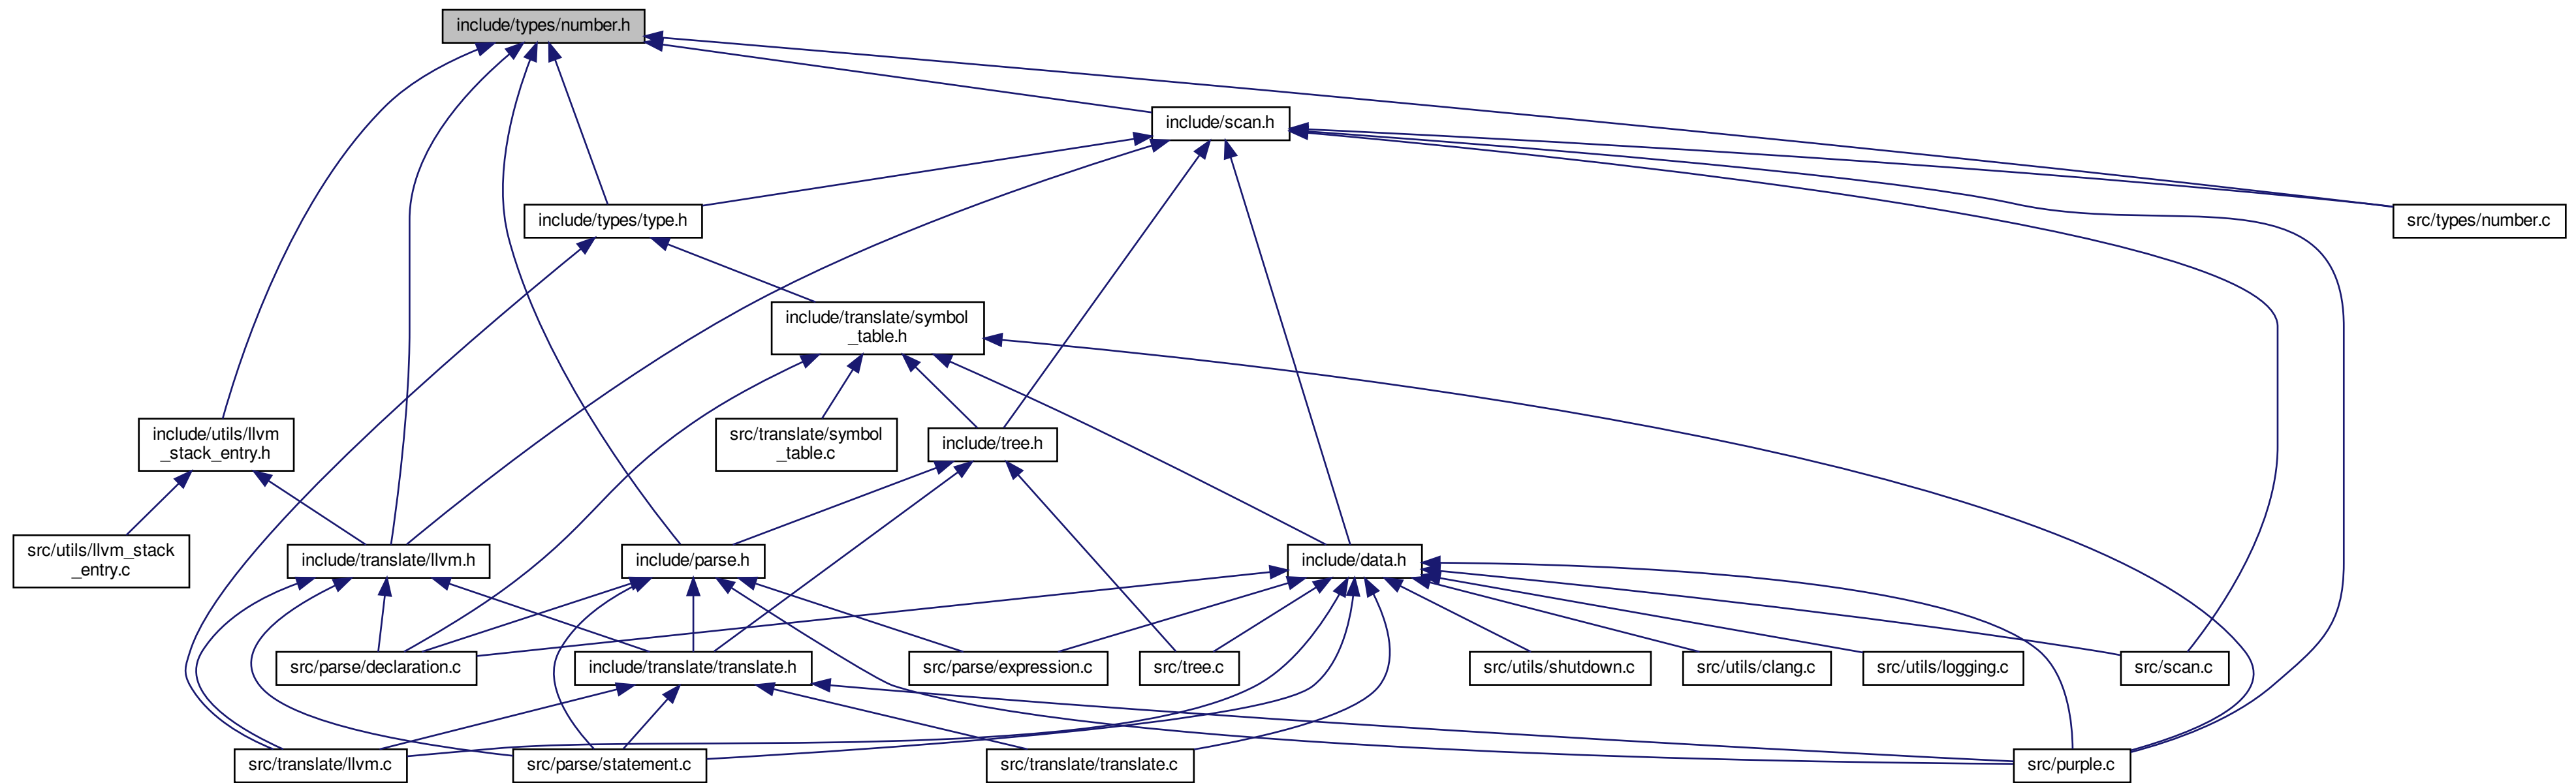 include/types/number.h
include/scan.h
include/types/type.h
src/types/number.c
include/translate/symbol
_table.h
include/utils/llvm
_stack_entry.h
src/translate/symbol
_table.c
include/tree.h
src/utils/llvm_stack
_entry.c
include/translate/llvm.h
include/parse.h
include/data.h
src/parse/declaration.c
include/translate/translate.h
src/parse/expression.c
src/tree.c
src/utils/shutdown.c
src/utils/clang.c
src/utils/logging.c
src/scan.c
src/translate/llvm.c
src/parse/statement.c
src/translate/translate.c
src/purple.c